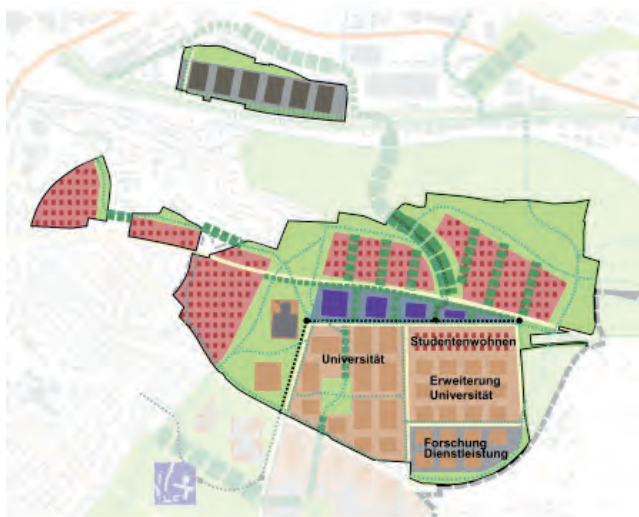 Studentenwohnen
Universität
Erweiterung
Universität
Forschung
Dienstleistung